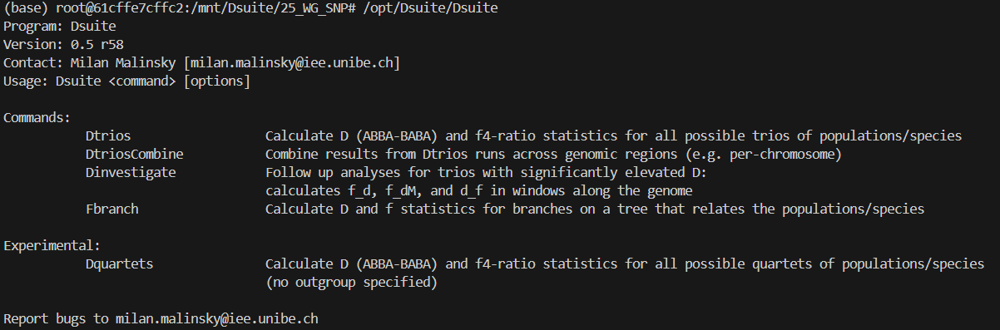 (base) root@61cffe7cffc2:/mnt/Dsuite/25_WG_SNP# /opt/Dsuite/Dsuite
Program: Dsuite
Version: 0.5 r58
Contact: Milan Malinsky [milan.malinsky@iee.unibe.ch]
Usage: Dsuite <command> [options]

Commands:
           Dtrios                  Calculate D (ABBA-BABA) and f4-ratio statistics for all possible trios of populations/species
           DtriosCombine           Combine results from Dtrios runs across genomic regions (e.g. per-chromosome)
           Dinvestigate            Follow up analyses for trios with significantly elevated D:
                                   calculates f_d, f_dM, and d_f in windows along the genome
           Fbranch                 Calculate D and f statistics for branches on a tree that relates the populations/species

Experimental:
           Dquartets               Calculate D (ABBA-BABA) and f4-ratio statistics for all possible quartets of populations/species
                                   (no outgroup specified)

Report bugs to milan.malinsky@iee.unibe.ch